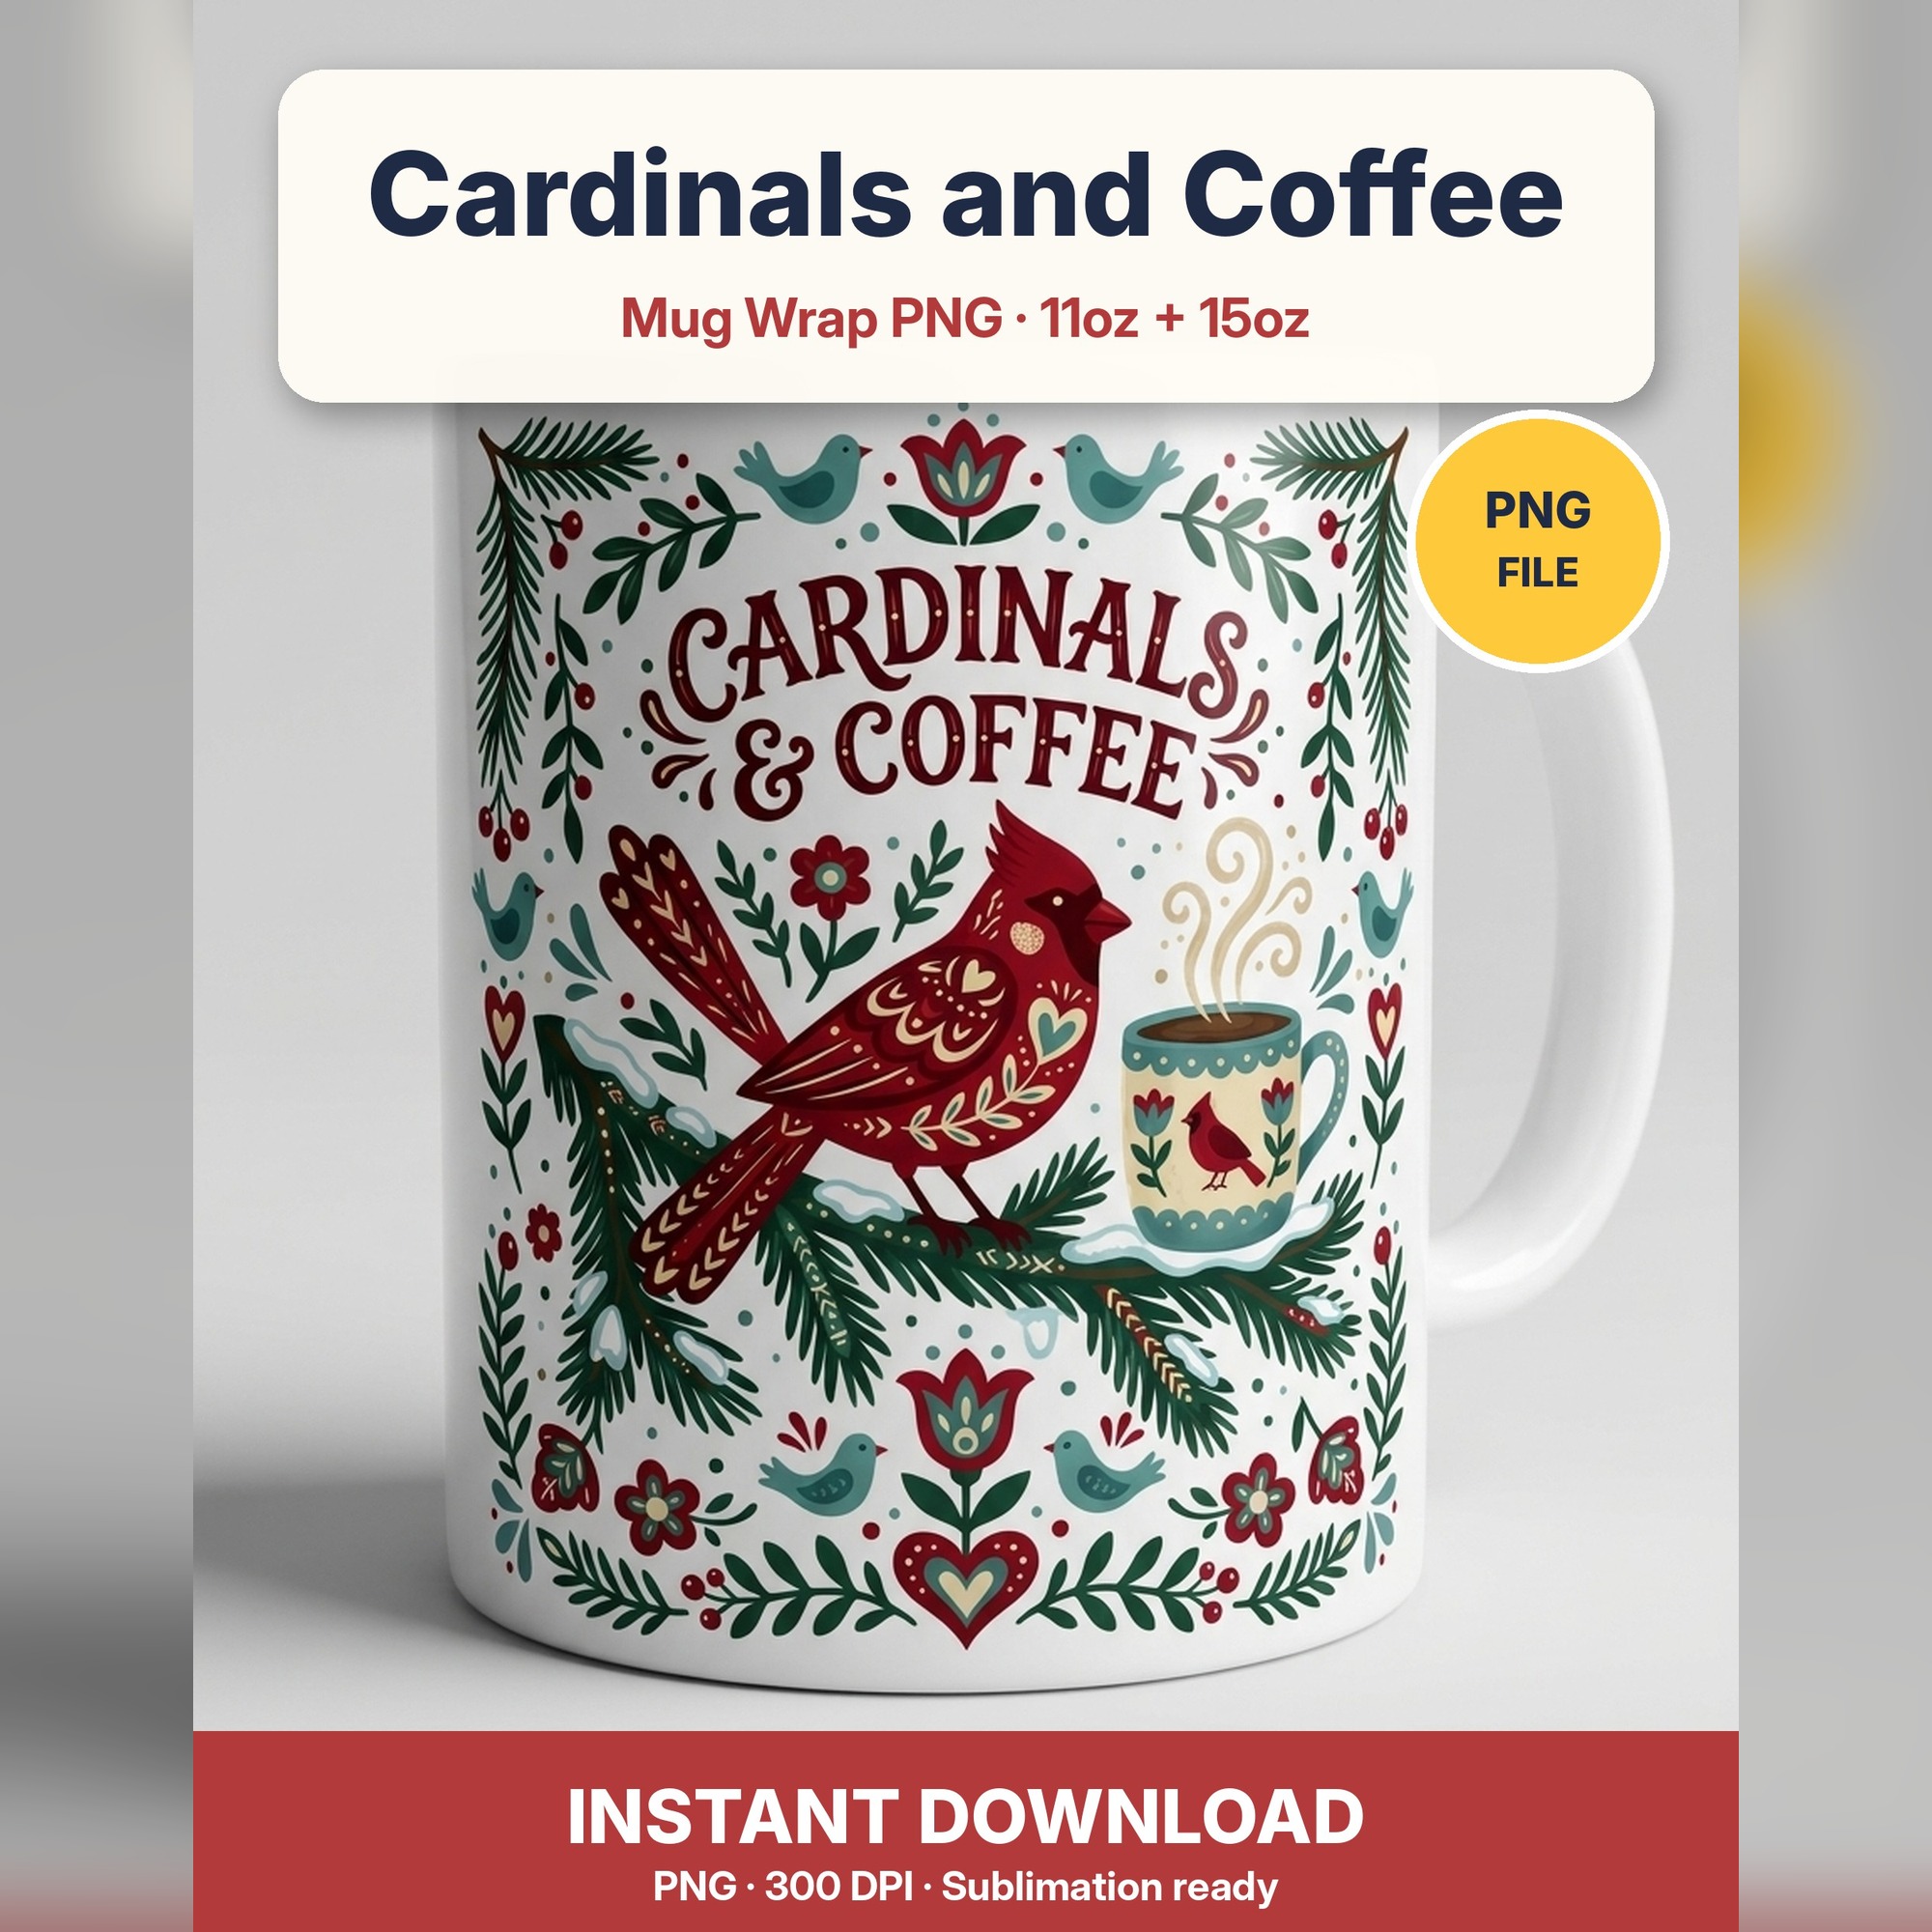 Cardinals and Coffee
Mug Wrap PNG · 11oz + 15oz
PNG
FILE
CARDINALS
& COFFEE
INSTANT DOWNLOAD
PNG · 300 DPI · Sublimation ready